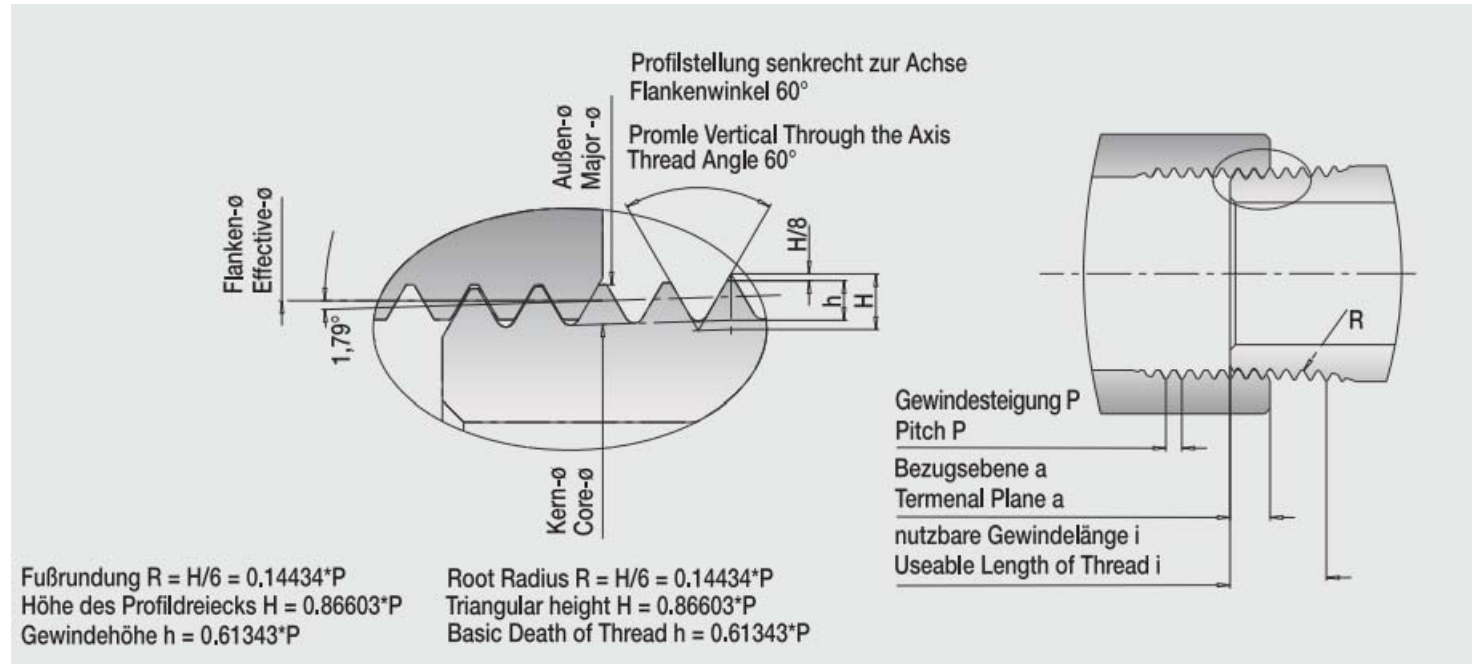 Profilstellung senkrecht zur Achse
Flankenwinkel 60°
Promle Vertical Through the Axis
Thread Angle 60°
Außen-ø
Major -ø
Flanken-ø
Effective-ø
1,79°
H/8
h
H
Kern-ø
Core-ø
R
Gewindesteigung P
Pitch P
Bezugsebene a
Termenal Plane a
nutzbare Gewindelänge i
Useable Length of Thread i
Fußrundung R = H/6 = 0.14434*P
Höhe des Profildreiecks H = 0.86603*P
Gewindehöhe h = 0.61343*P
Root Radius R = H/6 = 0.14434*P
Triangular height H = 0.86603*P
Basic Death of Thread h = 0.61343*P